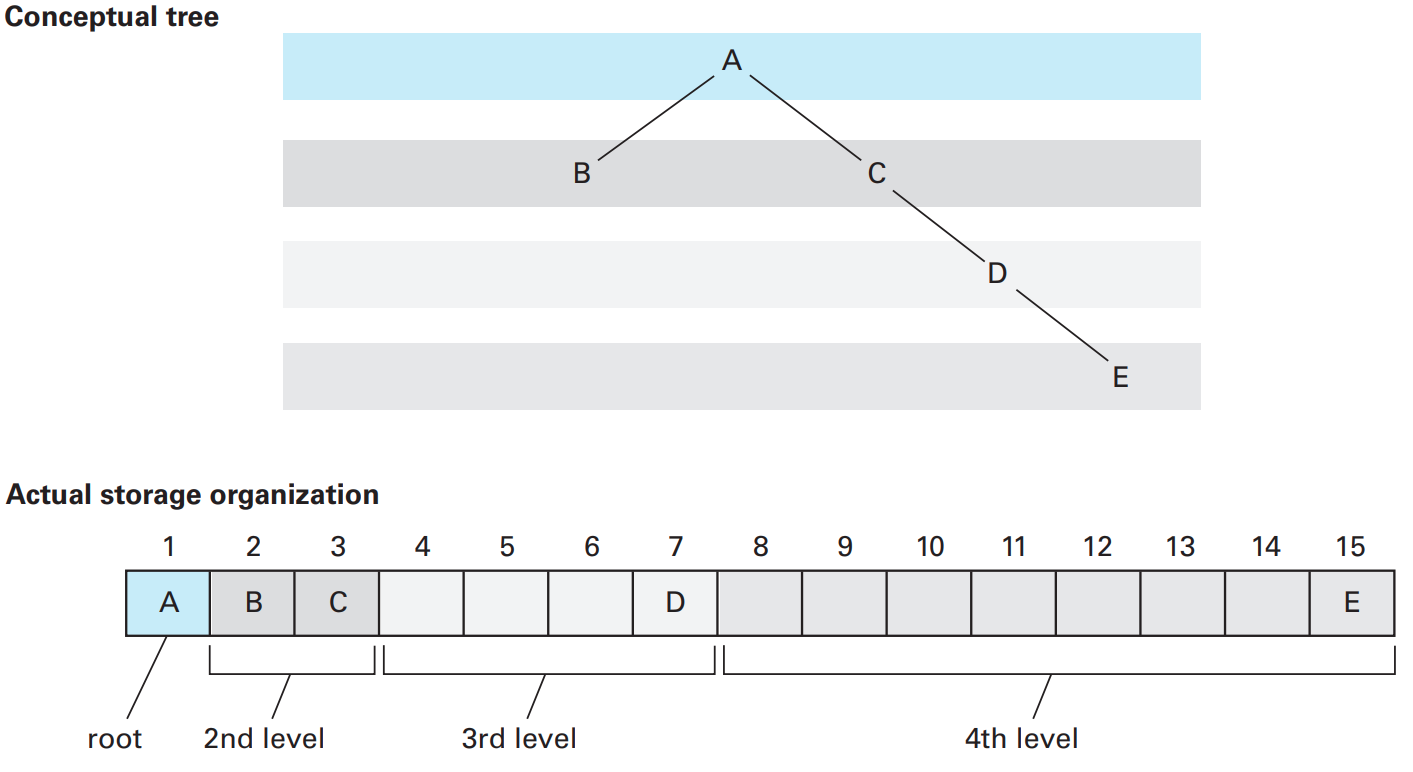 Conceptual tree
A
B C
D
E
Actual storage organization
1 2 3 4 5 6 7 8 9 10 11 12 13 14 15
A B C D E
root 2nd level 3rd level 4th level